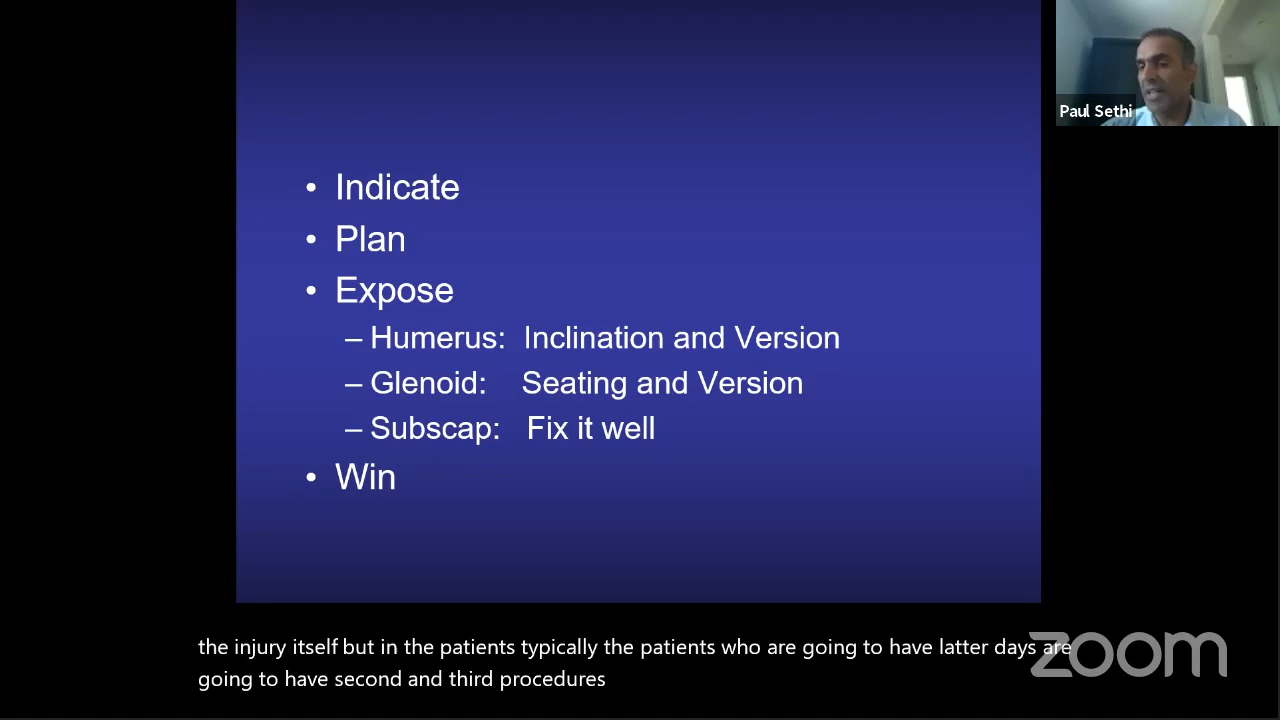 Paul Sethi
• Indicate
• Plan
• Expose
– Humerus: Inclination and Version
– Glenoid: Seating and Version
– Subscap: Fix it well
• Win
the injury itself but in the patients typically the patients who are going to have latter days are
going to have second and third procedures
zoom